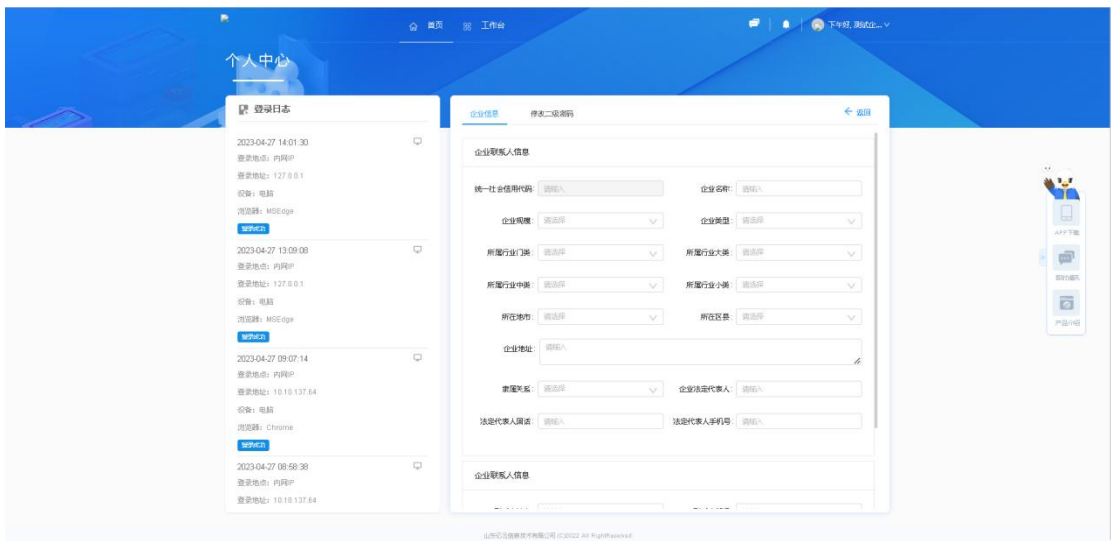 首页 工作台
下午好, 测试企...
个人中心
登录日志
2023-04-27 14:01:30
登录地点：内网IP
登录地址：127.0.0.1
设备：电脑
浏览器：MSEdge
登录成功
2023-04-27 13:09:08
登录地点：内网IP
登录地址：127.0.0.1
设备：电脑
浏览器：MSEdge
登录成功
2023-04-27 09:07:14
登录地点：内网IP
登录地址：10.10.137.64
设备：电脑
浏览器：Chrome
登录成功
2023-04-27 08:58:38
登录地点：内网IP
登录地址：10.10.137.64
企业信息 修改二级密码 返回
企业联系人信息
统一社会信用代码: 请输入 企业名称: 请输入
企业规模: 请选择 企业类型: 请选择
所属行业门类: 请选择 所属行业大类: 请选择
所属行业中类: 请选择 所属行业小类: 请选择
所在地市: 请选择 所在区县: 请选择
企业地址: 请输入
隶属关系: 请选择 企业法定代表人: 请输入
法定代表人固话: 请输入 法定代表人手机号: 请输入
企业联系人信息
APP下载
即时通讯
产品介绍
(C)2022 All RightReserved